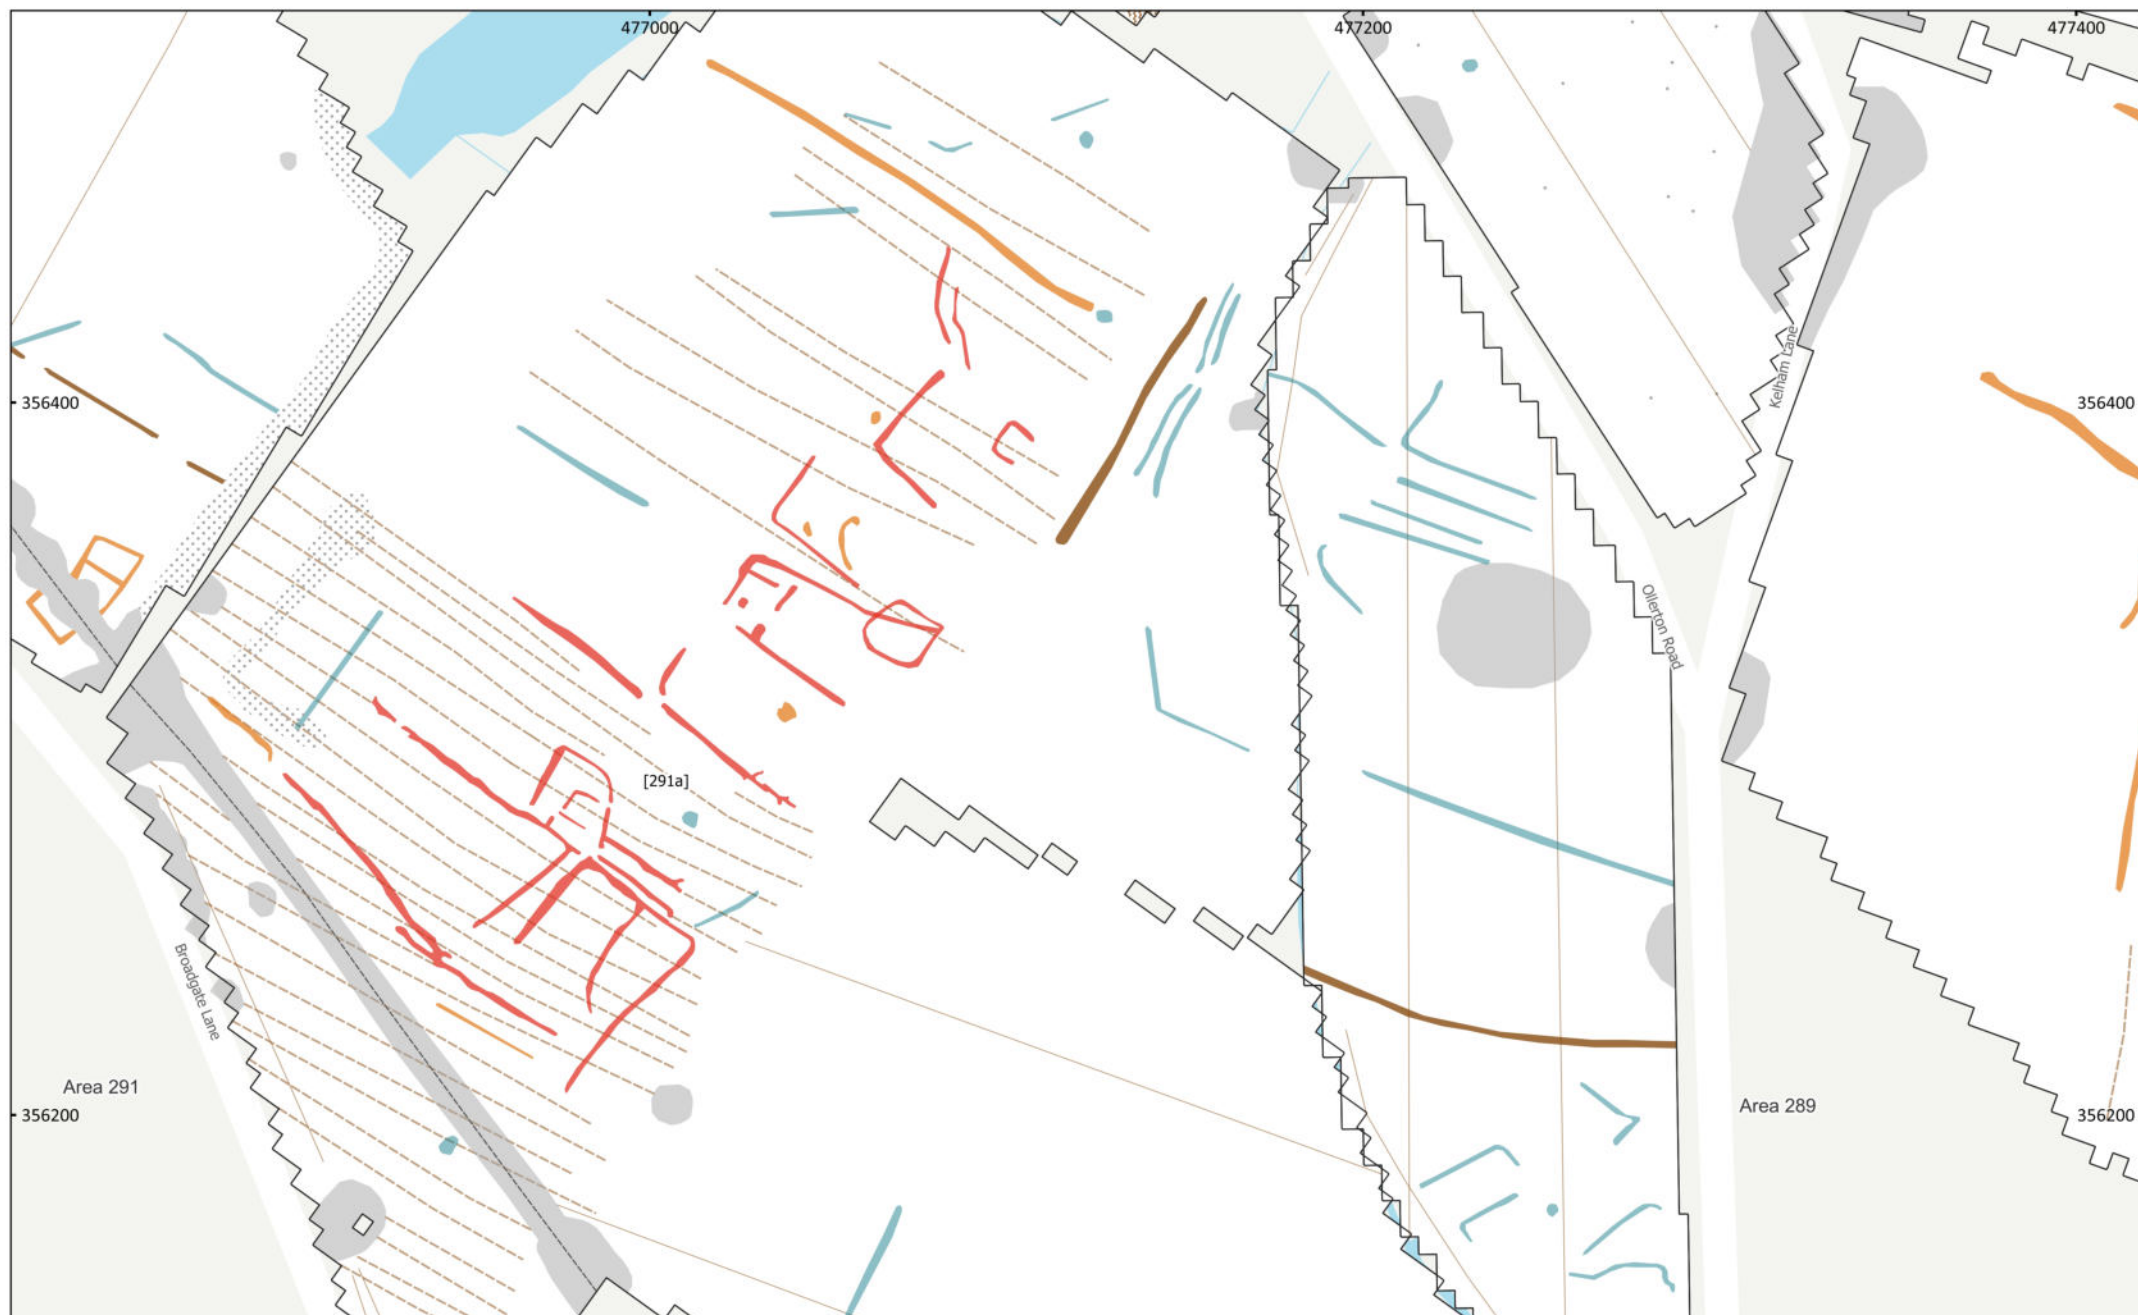 477000
477200
477400
356400
Kelham Lane
356400
Ollerton Road
[291a]
Broadgate Lane
Area 291
Area 289
356200
356200